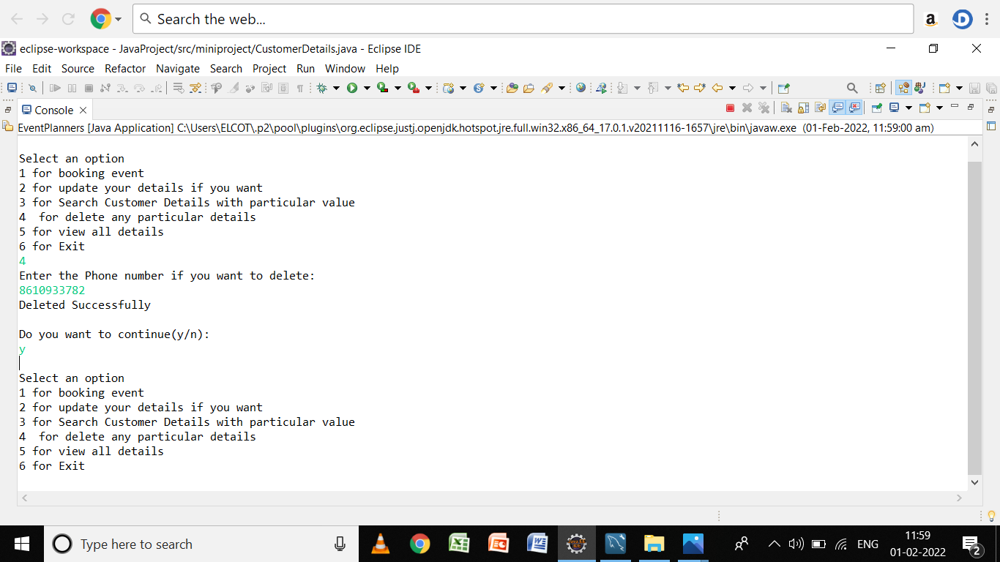 Search the web...
eclipse-workspace - JavaProject/src/miniproject/CustomerDetails.java - Eclipse IDE
File Edit Source Refactor Navigate Search Project Run Window Help
Console
EventPlanners [Java Application] C:\Users\ELCOT\.p2\pool\plugins\org.eclipse.justj.openjdk.hotspot.jre.full.win32.x86_64_17.0.1.v20211116-1657\jre\bin\javaw.exe (01-Feb-2022, 11:59:00 am)
Select an option
1 for booking event
2 for update your details if you want
3 for Search Customer Details with particular value
4  for delete any particular details
5 for view all details
6 for Exit
4
Enter the Phone number if you want to delete:
8610933782
Deleted Successfully
Do you want to continue(y/n):
y
Select an option
1 for booking event
2 for update your details if you want
3 for Search Customer Details with particular value
4  for delete any particular details
5 for view all details
6 for Exit
Type here to search
ENG
11:59
01-02-2022
2